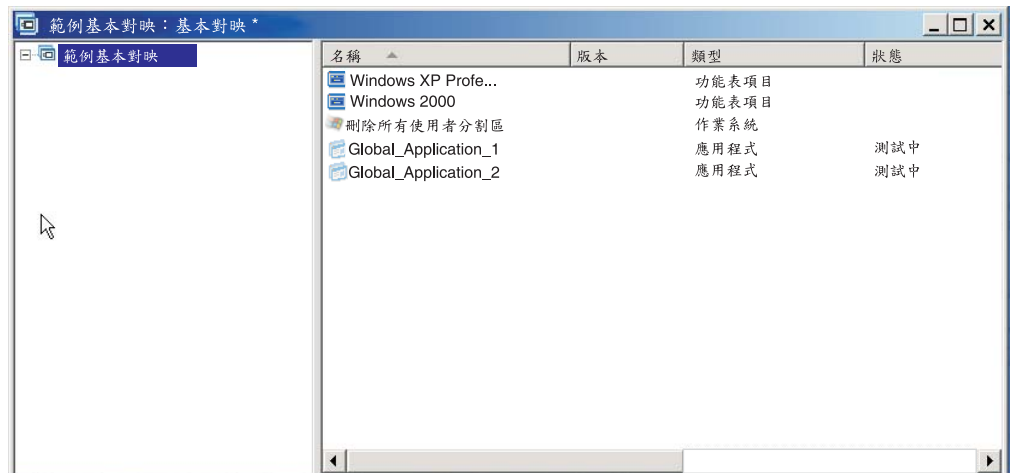 範例基本對映：基本對映 *
範例基本對映
名稱 版本 類型 狀態
Windows XP Profe... 功能表項目
Windows 2000 功能表項目
刪除所有使用者分割區 作業系統
Global_Application_1 應用程式 測試中
Global_Application_2 應用程式 測試中